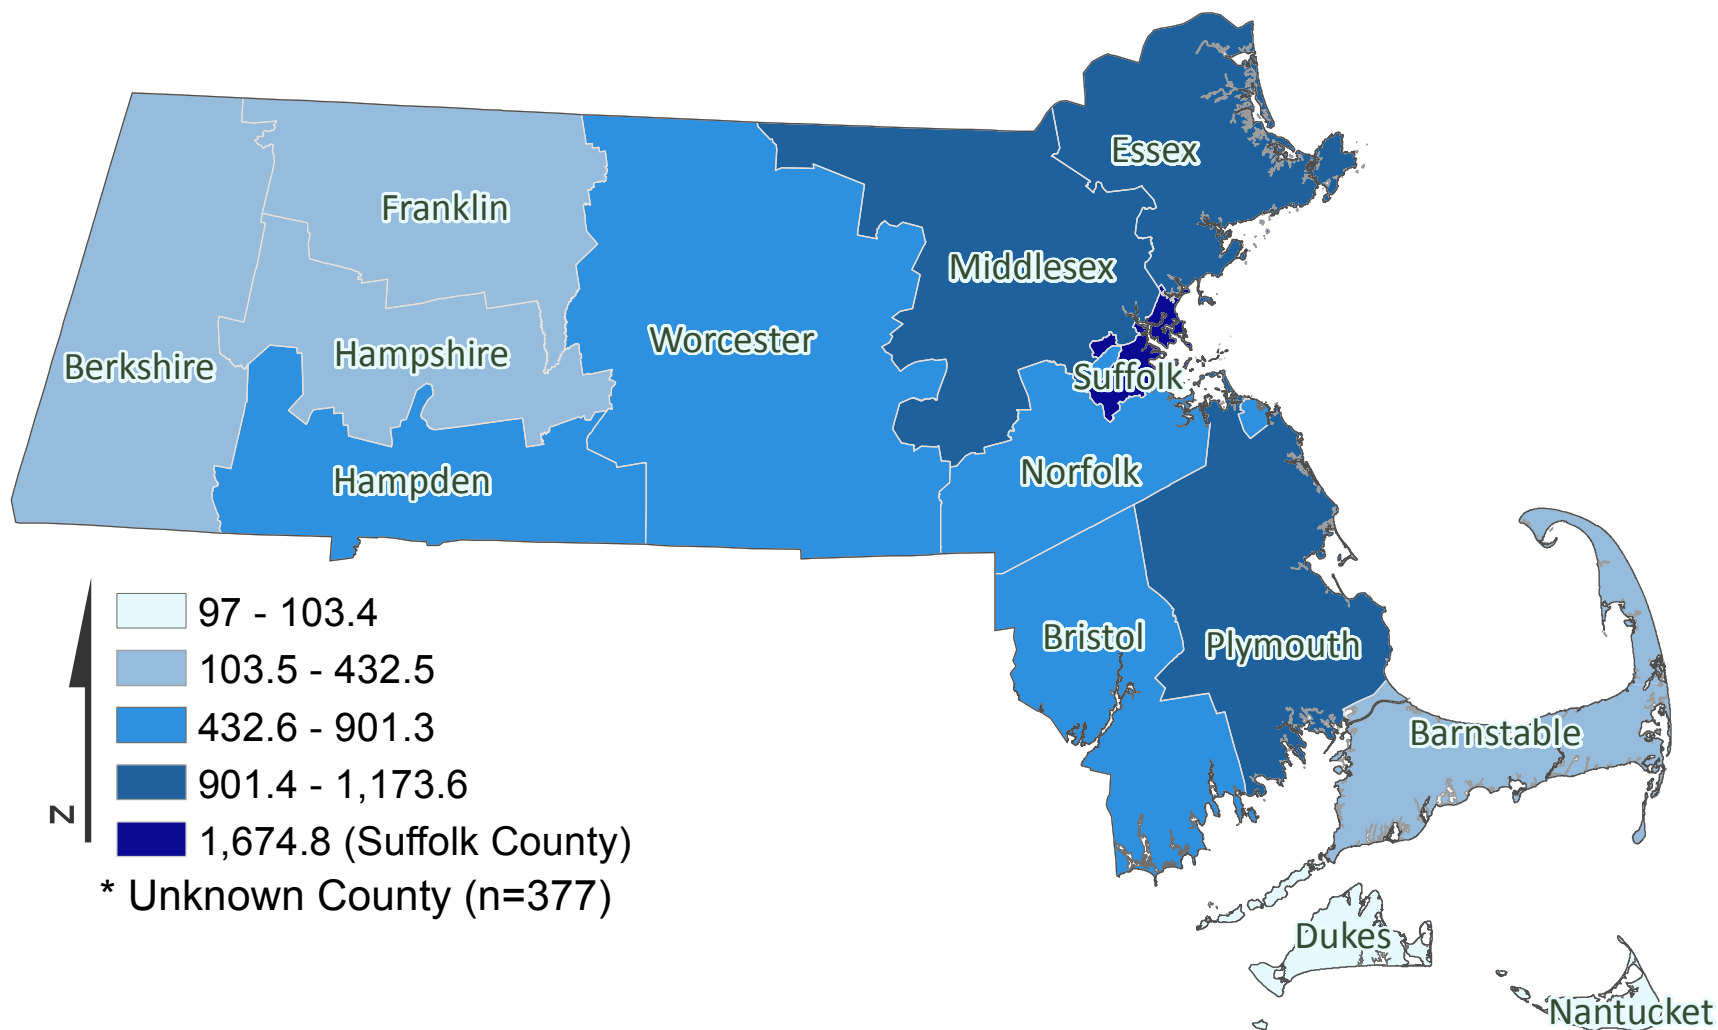 Essex
Franklin
Middlesex
Worcester
Hampshire
Berkshire
Suffolk
Norfolk
Hampden
Bristol
Plymouth
Barnstable
Dukes
Nantucket
N
97 - 103.4
103.5 - 432.5
432.6 - 901.3
901.4 - 1,173.6
1,674.8 (Suffolk County)
* Unknown County (n=377)